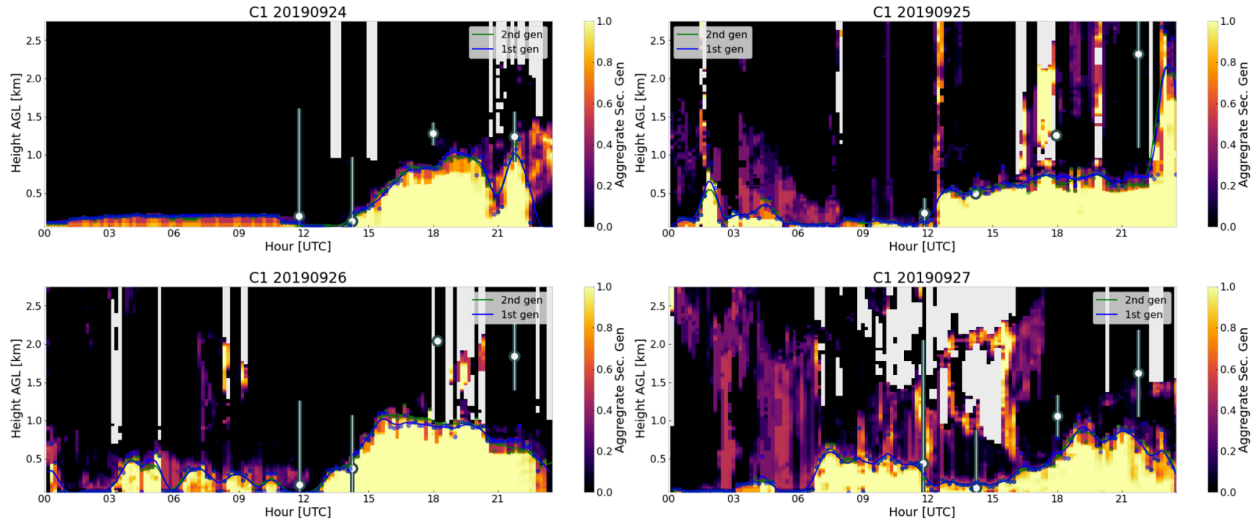 C1 20190924
Height AGL [km]
2.5
2.0
1.5
1.0
0.5
00 03 06 09 12 15 18 21
Hour [UTC]
2nd gen
1st gen
1.0
0.8
0.6
0.4
0.2
0.0
Aggregrate Sec. Gen
C1 20190925
Height AGL [km]
2.5
2.0
1.5
1.0
0.5
00 03 06 09 12 15 18 21
Hour [UTC]
2nd gen
1st gen
1.0
0.8
0.6
0.4
0.2
0.0
Aggregrate Sec. Gen
C1 20190926
Height AGL [km]
2.5
2.0
1.5
1.0
0.5
00 03 06 09 12 15 18 21
Hour [UTC]
2nd gen
1st gen
1.0
0.8
0.6
0.4
0.2
0.0
Aggregrate Sec. Gen
C1 20190927
Height AGL [km]
2.5
2.0
1.5
1.0
0.5
00 03 06 09 12 15 18 21
Hour [UTC]
2nd gen
1st gen
1.0
0.8
0.6
0.4
0.2
0.0
Aggregrate Sec. Gen